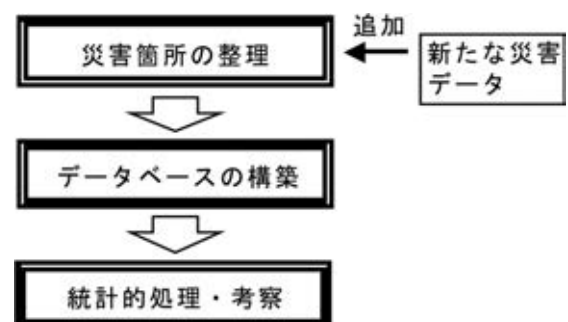 追加
災害箇所の整理
新たな災害
データ
データベースの構築
統計的処理・考察